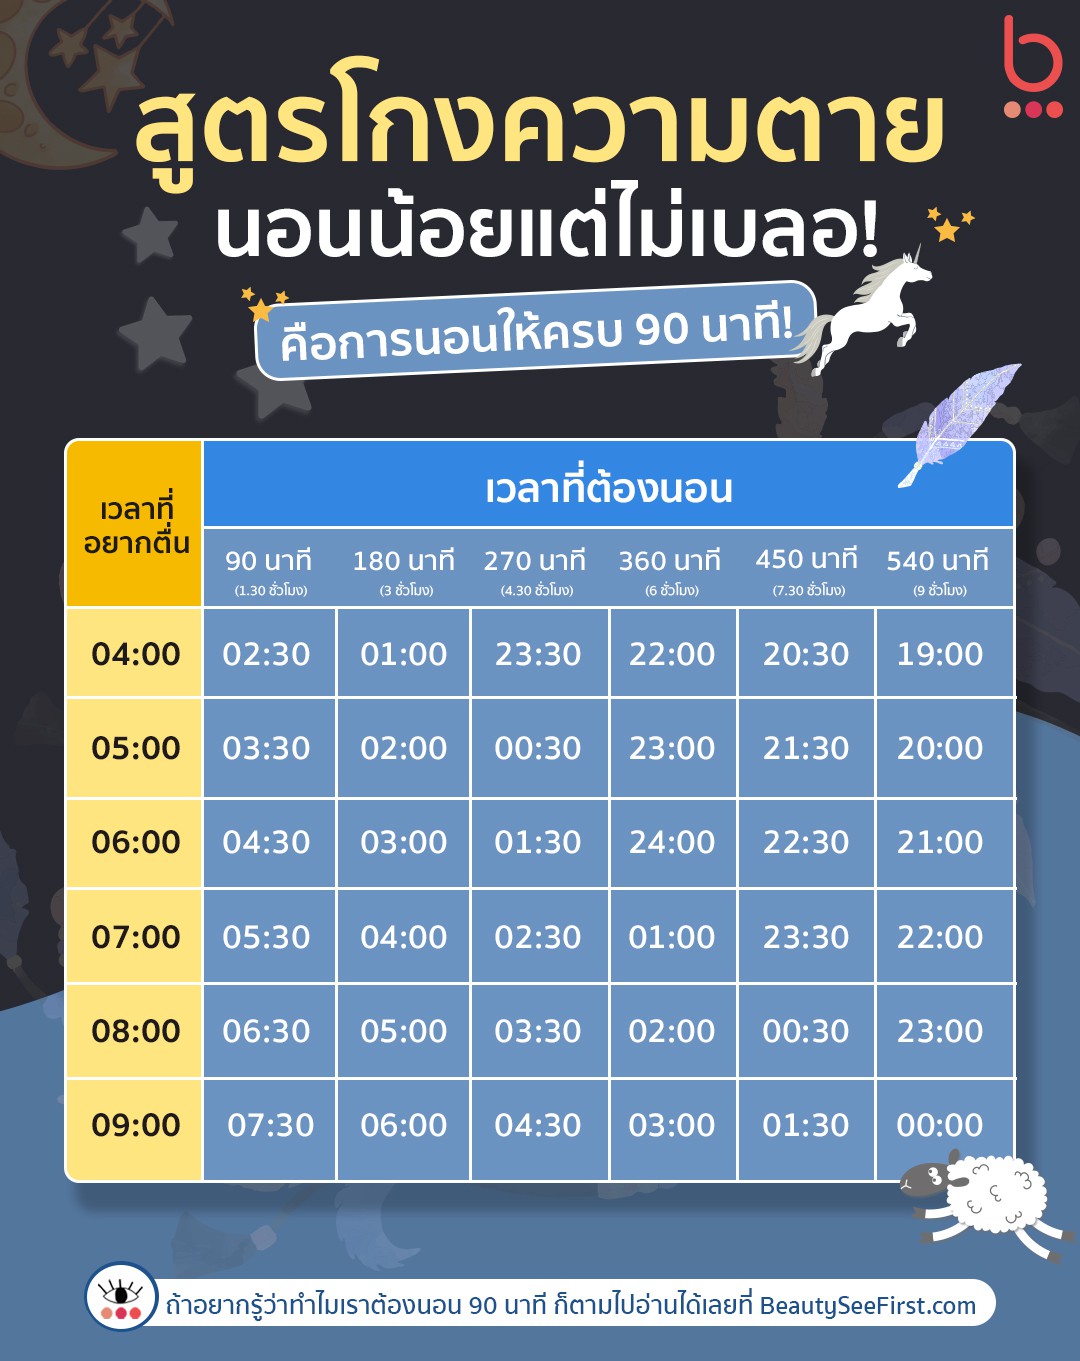 สูตรโกงความตาย
นอนน้อยแต่ไม่เบลอ!
คือการนอนให้ครบ 90 นาที!
เวลาที่
อยากตื่น
เวลาที่ต้องนอน
90 นาที 180 นาที 270 นาที 360 นาที 450 นาที 540 นาที
(1.30 ชั่วโมง) (3 ชั่วโมง) (4.30 ชั่วโมง) (6 ชั่วโมง) (7.30 ชั่วโมง) (9 ชั่วโมง)
04:00 02:30 01:00 23:30 22:00 20:30 19:00
05:00 03:30 02:00 00:30 23:00 21:30 20:00
06:00 04:30 03:00 01:30 24:00 22:30 21:00
07:00 05:30 04:00 02:30 01:00 23:30 22:00
08:00 06:30 05:00 03:30 02:00 00:30 23:00
09:00 07:30 06:00 04:30 03:00 01:30 00:00
ถ้าอยากรู้ว่าทำไมเราต้องนอน 90 นาที ก็ตามไปอ่านได้เลยที่ BeautySeeFirst.com